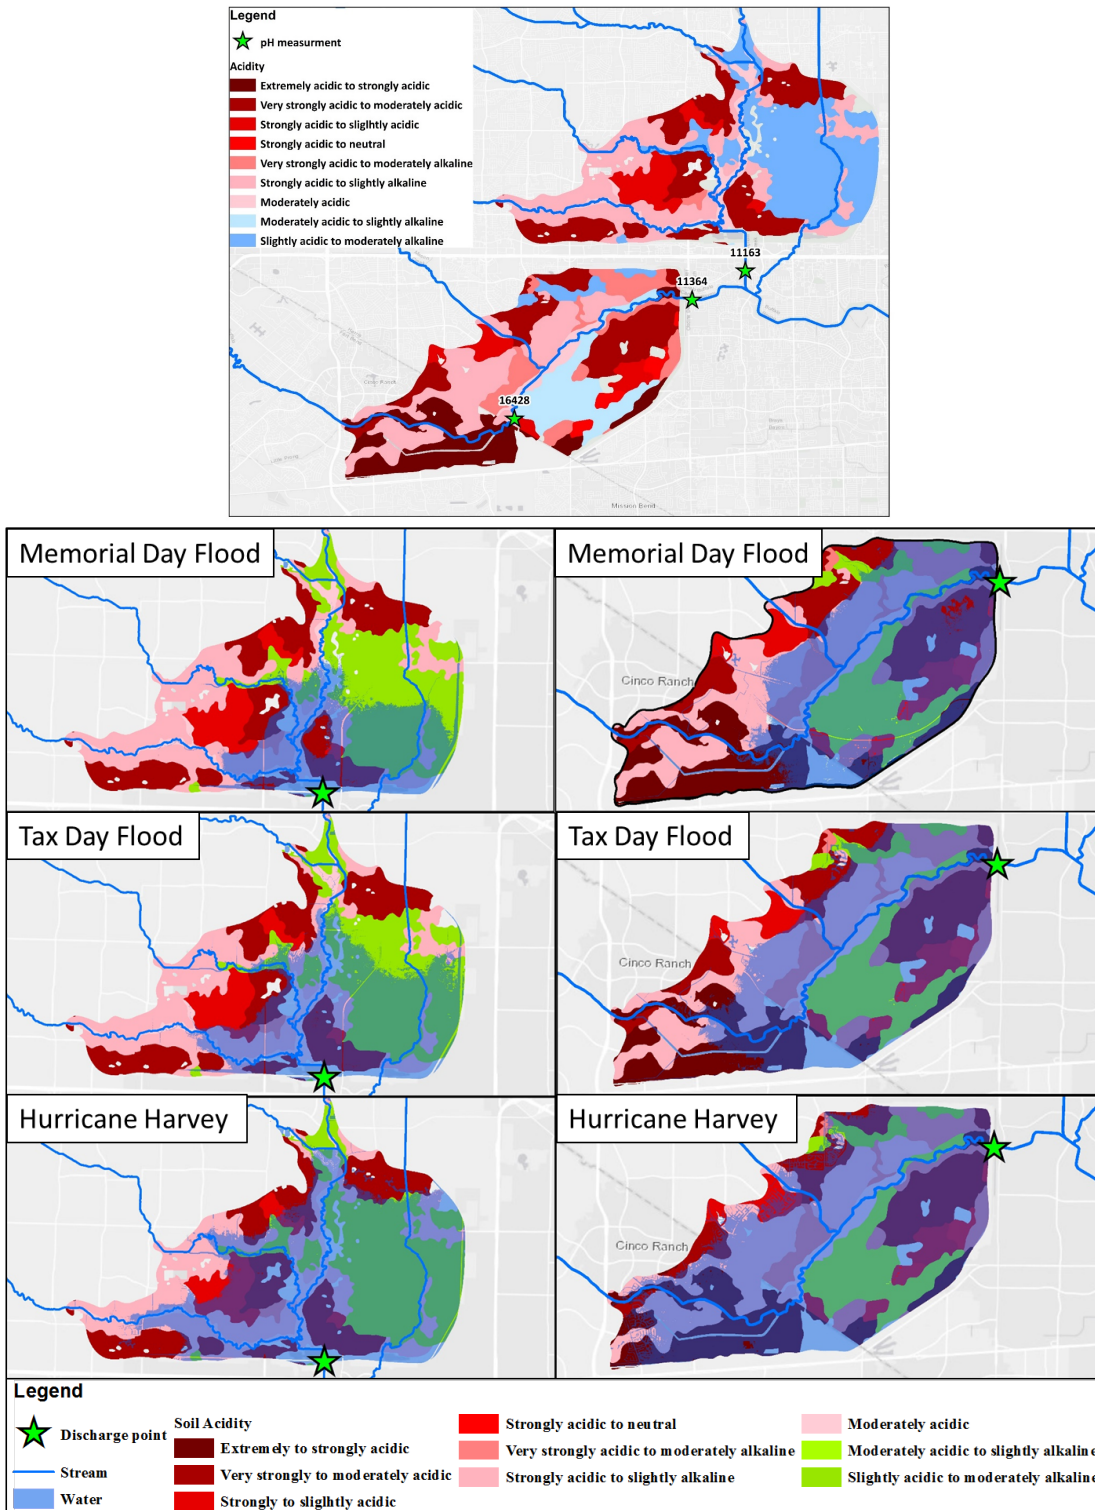 Legend
pH measurment
Acidity
Extremely acidic to strongly acidic
Very strongly acidic to moderately acidic
Strongly acidic to sliglhtly acidic
Strongly acidic to neutral
Very strongly acidic to moderately alkaline
Strongly acidic to slightly alkaline
Moderately acidic
Moderately acidic to slightly alkaline
Slightly acidic to moderately alkaline
11163
11364
16428
Cinco Ranch
Mission Bend
Memorial Day Flood
Memorial Day Flood
Cinco Ranch
Tax Day Flood
Tax Day Flood
Cinco Ranch
Hurricane Harvey
Hurricane Harvey
Cinco Ranch
Legend
Discharge point
Stream
Water
Soil Acidity
Extremely to strongly acidic
Very strongly to moderately acidic
Strongly to sliglhtly acidic
Strongly acidic to neutral
Very strongly acidic to moderately alkaline
Strongly acidic to slightly alkaline
Moderately acidic
Moderately acidic to slightly alkaline
Slightly acidic to moderately alkaline